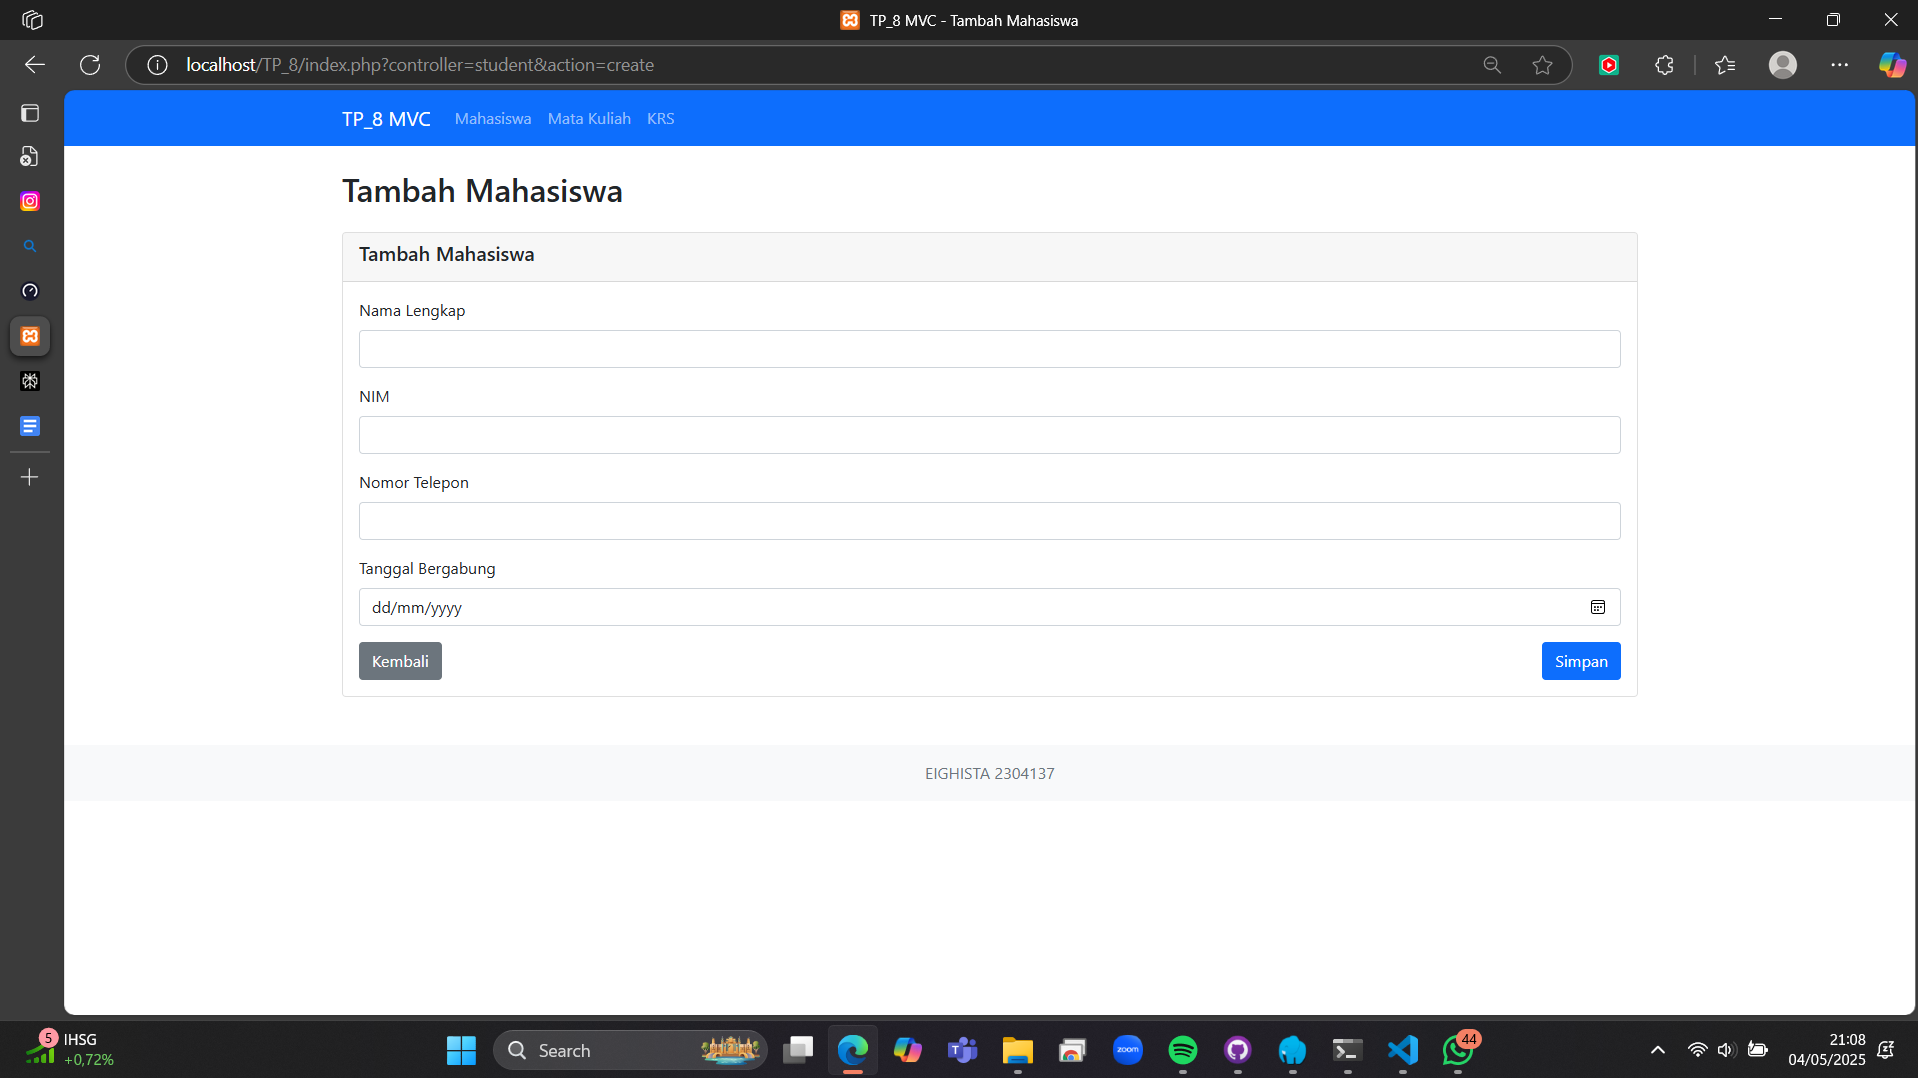 TP_8 MVC - Tambah Mahasiswa
localhost/TP_8/index.php?controller=student&action=create
TP_8 MVC Mahasiswa Mata Kuliah KRS
Tambah Mahasiswa
Tambah Mahasiswa
Nama Lengkap
NIM
Nomor Telepon
Tanggal Bergabung
dd/mm/yyyy
Kembali Simpan
EIGHISTA 2304137
5 IHSG
+0,72%
Search
zoom
44
21:08
04/05/2025